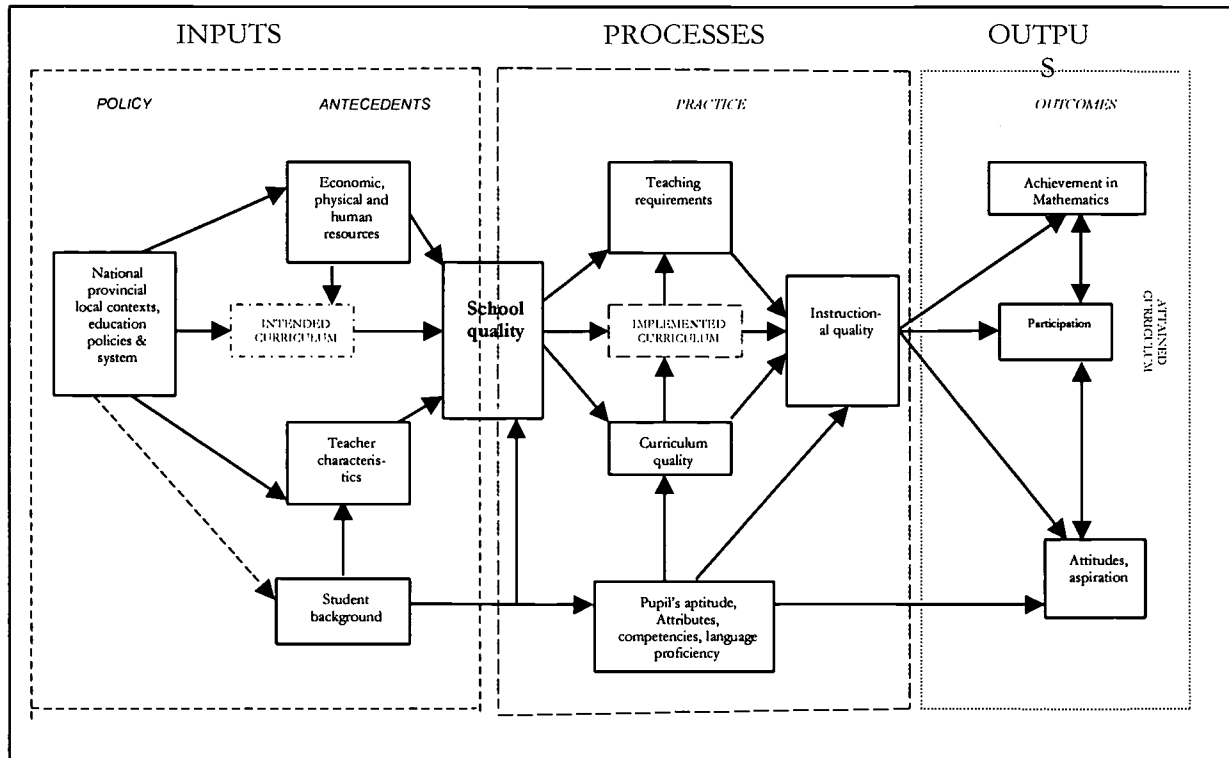 INPUTS
PROCESSES
OUTPU
S
POLICY
ANTECEDENTS
PRACTICE
OUTCOMES
Economic,
physical and
human
resources
Teaching
requirements
Achievement in
Mathematics
National
provincial
local contexts,
education
policies &
system
INTENDED
CURRICULUM
School
quality
IMPLEMENTED
CURRICULUM
Instruction-
al quality
Participation
ATTAINED
CURRICULUM
Teacher
characteris-
tics
Curriculum
quality
Student
background
Pupil's aptitude,
Attributes,
competencies, language
proficiency
Attitudes,
aspiration